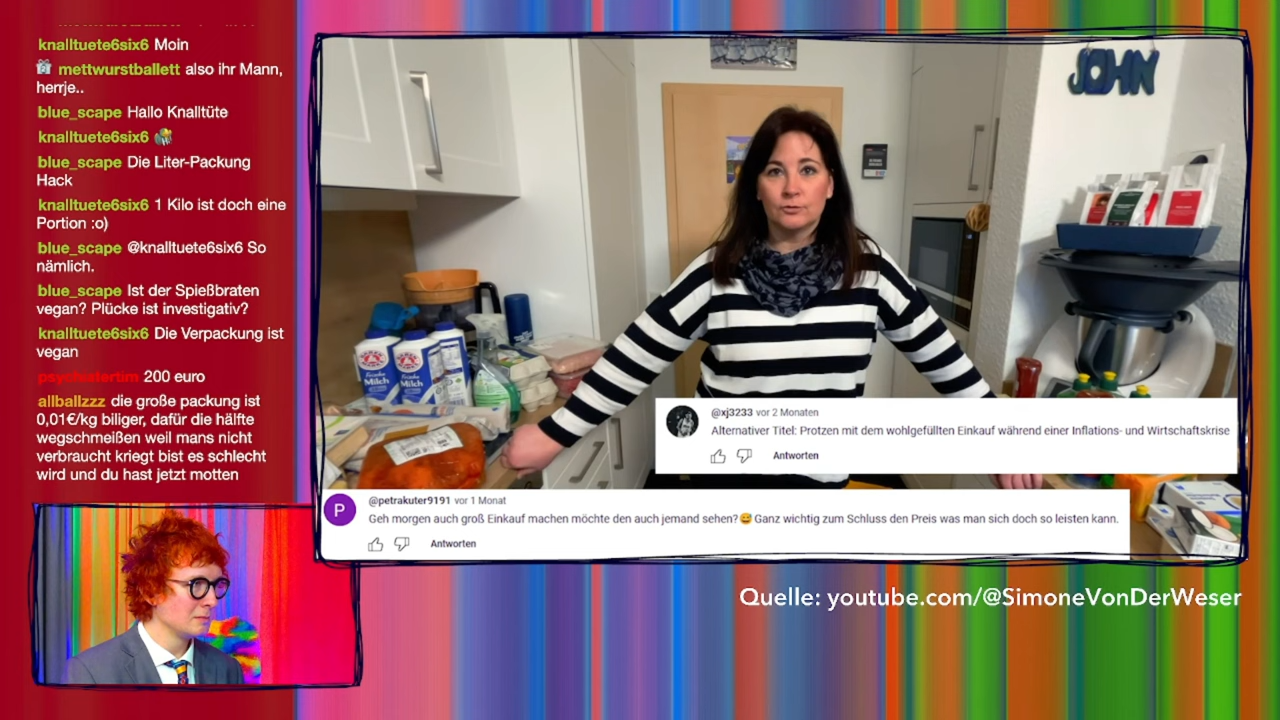 knalltuete6six6 Moin
mettwurstballett also ihr Mann,
herrje..
blue_scape Hallo Knalltüte
knalltuete6six6
blue_scape Die Liter-Packung
Hack
knalltuete6six6 1 Kilo ist doch eine
Portion :o)
blue_scape @knalltuete6six6 So
nämlich.
blue_scape Ist der Spießbraten
vegan? Plücke ist investigativ?
knalltuete6six6 Die Verpackung ist
vegan
psychiatertim 200 euro
allballzzz die große packung ist
0,01€/kg biliger, dafür die hälfte
wegschmeißen weil mans nicht
verbraucht kriegt bist es schlecht
wird und du hast jetzt motten
JOHN
Milch
Milch
@xj3233 vor 2 Monaten
Alternativer Titel: Protzen mit dem wohlgefüllten Einkauf während einer Inflations- und Wirtschaftskrise
Antworten
P
@petrakuter9191 vor 1 Monat
Geh morgen auch groß Einkauf machen möchte den auch jemand sehen?😅 Ganz wichtig zum Schluss den Preis was man sich doch so leisten kann.
Antworten
Quelle: youtube.com/@SimoneVonDerWeser